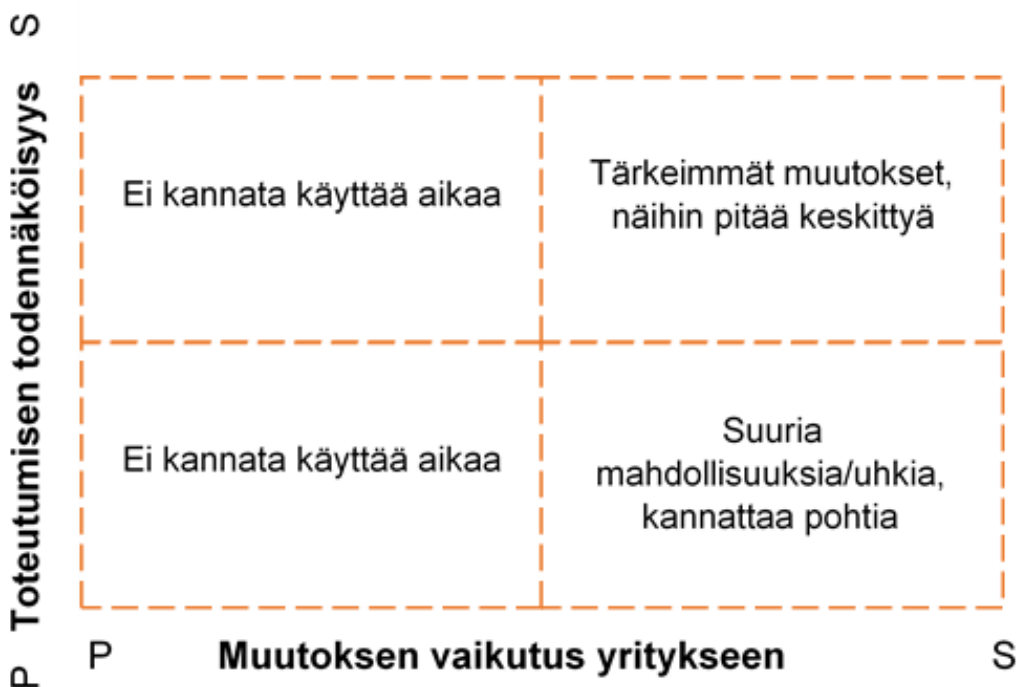 S
Toteutumisen todennäköisyys
P
Ei kannata käyttää aikaa
Tärkeimmät muutokset,
näihin pitää keskittyä
Ei kannata käyttää aikaa
Suuria
mahdollisuuksia/uhkia,
kannattaa pohtia
P
Muutoksen vaikutus yritykseen
S